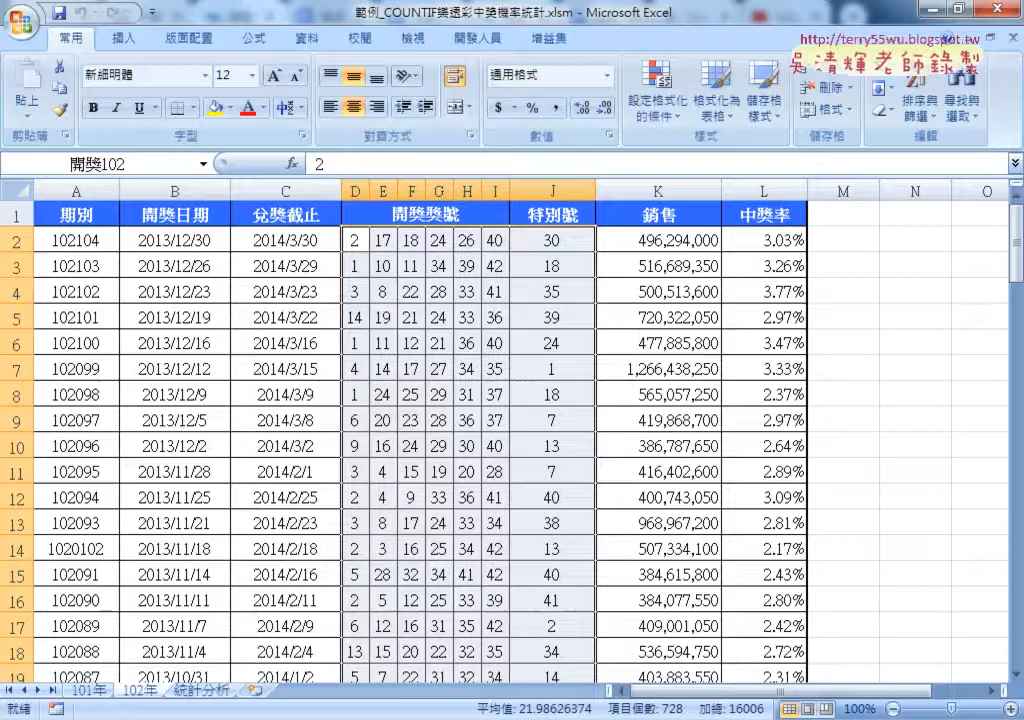 範例_COUNTIF樂透彩中獎機率統計.xlsm - Microsoft Excel
常用 插入 版面配置 公式 資料 校閱 檢視 開發人員 增益集
http://terry55wu.blogspot.tw
吳清輝老師錄製
新細明體 12 通用格式
貼上 設定格式化的條件 格式化為表格 儲存格樣式 刪除 格式 排序與篩選 尋找與選取
剪貼簿 字型 對齊方式 數值 樣式 儲存格 編輯
開獎102 fx 2
A B C D E F G H I J K L M N O
1 期別 開獎日期 兌獎截止 開獎獎號 特別號 銷售 中獎率
2 102104 2013/12/30 2014/3/30 2 17 18 24 26 40 30 496,294,000 3.03%
3 102103 2013/12/26 2014/3/29 1 10 11 34 39 42 18 516,689,350 3.26%
4 102102 2013/12/23 2014/3/23 3 8 22 28 33 41 35 500,513,600 3.77%
5 102101 2013/12/19 2014/3/22 14 19 21 24 33 36 39 720,322,050 2.97%
6 102100 2013/12/16 2014/3/16 1 11 12 21 36 40 24 477,885,800 3.47%
7 102099 2013/12/12 2014/3/15 4 14 17 27 34 35 1 1,266,438,250 3.33%
8 102098 2013/12/9 2014/3/9 1 24 25 29 31 37 18 565,057,250 2.37%
9 102097 2013/12/5 2014/3/8 6 20 23 28 36 37 7 419,868,700 2.97%
10 102096 2013/12/2 2014/3/2 9 16 24 29 30 40 13 386,787,650 2.64%
11 102095 2013/11/28 2014/2/1 3 4 15 19 20 28 7 416,402,600 2.89%
12 102094 2013/11/25 2014/2/25 2 4 9 33 36 41 40 400,743,050 3.09%
13 102093 2013/11/21 2014/2/23 3 8 17 24 33 34 38 968,967,200 2.81%
14 1020102 2013/11/18 2014/2/18 2 3 16 25 34 42 13 507,334,100 2.17%
15 102091 2013/11/14 2014/2/16 5 28 32 34 41 42 40 384,615,800 2.43%
16 102090 2013/11/11 2014/2/11 2 5 12 25 33 39 41 384,077,550 2.80%
17 102089 2013/11/7 2014/2/9 6 12 16 31 35 42 2 409,001,050 2.42%
18 102088 2013/11/4 2014/2/4 13 15 20 22 32 35 34 536,594,750 2.72%
19 102087 2013/10/31 2014/1/2 5 7 22 31 32 34 14 403,883,550 2.31%
101年 102年 統計分析
就緒 平均值: 21.98626374 項目個數: 728 加總: 16006 100%